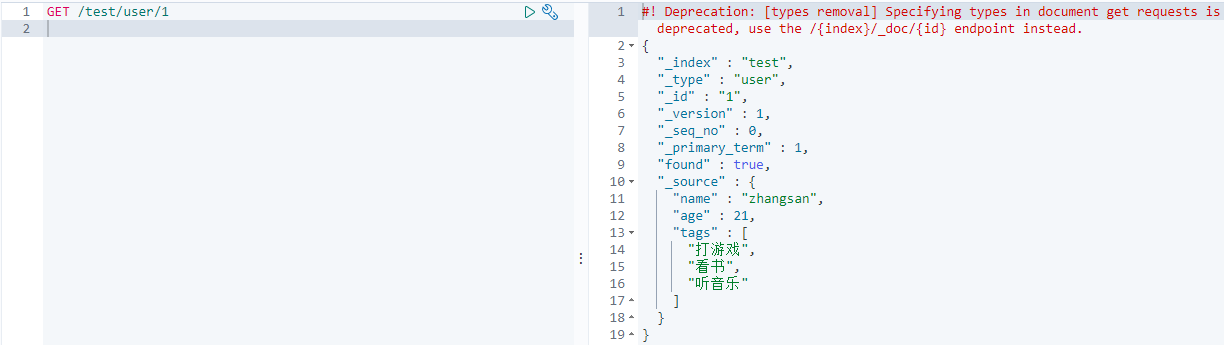 1 GET /test/user/1
2
1 #! Deprecation: [types removal] Specifying types in document get requests is
deprecated, use the /{index}/_doc/{id} endpoint instead.
2 {
3 "_index" : "test",
4 "_type" : "user",
5 "_id" : "1",
6 "_version" : 1,
7 "_seq_no" : 0,
8 "_primary_term" : 1,
9 "found" : true,
10 "_source" : {
11 "name" : "zhangsan",
12 "age" : 21,
13 "tags" : [
14 "打游戏",
15 "看书",
16 "听音乐"
17 ]
18 }
19 }